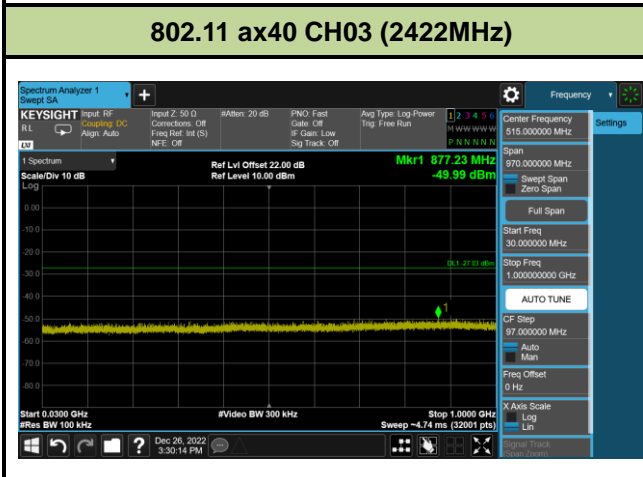 802.11 ax40 CH03 (2422MHz)
Spectrum Analyzer 1
Swept SA
+
Frequency
KEYSIGHT
RL
LXI
Input: RF
Coupling: DC
Align: Auto
Input Z: 50 Ω
Corrections: Off
Freq Ref: Int (S)
NFE: Off
#Atten: 20 dB
PNO: Fast
Gate: Off
IF Gain: Low
Sig Track: Off
Avg Type: Log-Power
Trig: Free Run
1 2 3 4 5 6
M W W W W W
P N N N N N
1 Spectrum
Scale/Div 10 dB
Log
Ref Lvl Offset 22.00 dB
Ref Level 10.00 dBm
Mkr1 877.23 MHz
-49.99 dBm
0.00
-10.0
-20.0
DL1 -27.03 dBm
-30.0
-40.0
1
-50.0
-60.0
-70.0
-80.0
Start 0.0300 GHz
#Res BW 100 kHz
#Video BW 300 kHz
Stop 1.0000 GHz
Sweep ~4.74 ms (32001 pts)
Dec 26, 2022
3:30:14 PM
Center Frequency
515.000000 MHz
Settings
Span
970.000000 MHz
Swept Span
Zero Span
Full Span
Start Freq
30.000000 MHz
Stop Freq
1.000000000 GHz
AUTO TUNE
CF Step
97.000000 MHz
Auto
Man
Freq Offset
0 Hz
X Axis Scale
Log
Lin
Signal Track
(Span Zoom)